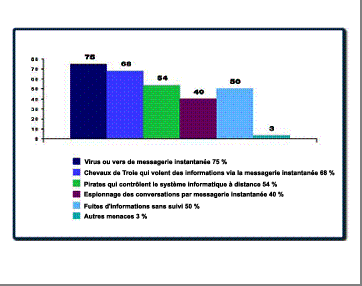 75
68
54
40
50
3
80
70
60
50
40
30
20
10
0
Virus ou vers de messagerie instantanée 75 %
Chevaux de Troie qui volent des informations via la messagerie instantanée 68 %
Pirates qui contrôlent le système informatique à distance 54 %
Espionnage des conversations par messagerie instantanée 40 %
Fuites d'informations sans suivi 50 %
Autres menaces 3 %